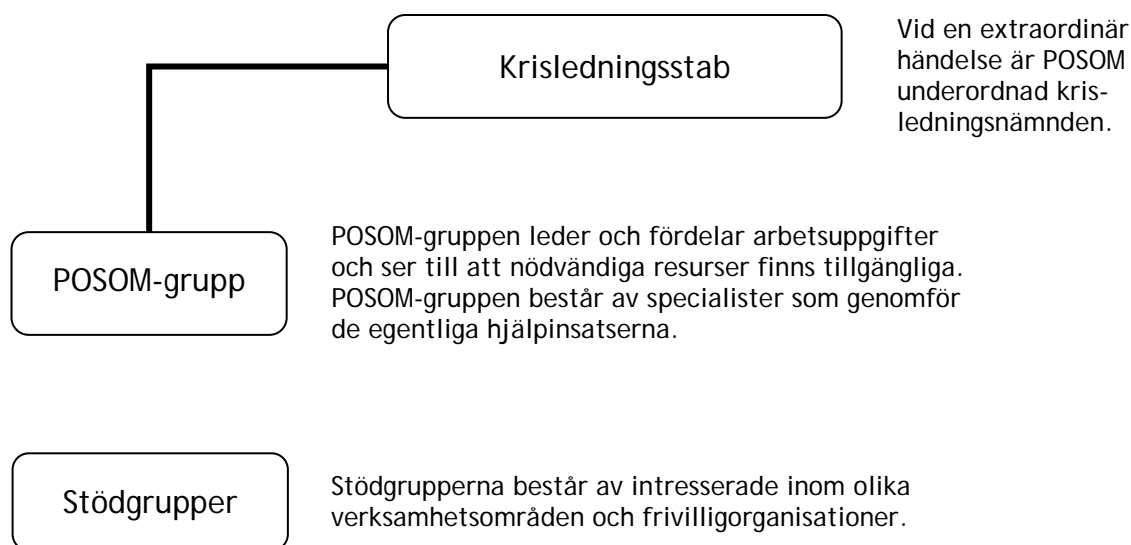 Krisledningsstab
Vid en extraordinär
händelse är POSOM
underordnad kris-
ledningsnämnden.
POSOM-grupp
POSOM-gruppen leder och fördelar arbetsuppgifter
och ser till att nödvändiga resurser finns tillgängliga.
POSOM-gruppen består av specialister som genomför
de egentliga hjälpinsatserna.
Stödgrupper
Stödgrupperna består av intresserade inom olika
verksamhetsområden och frivilligorganisationer.